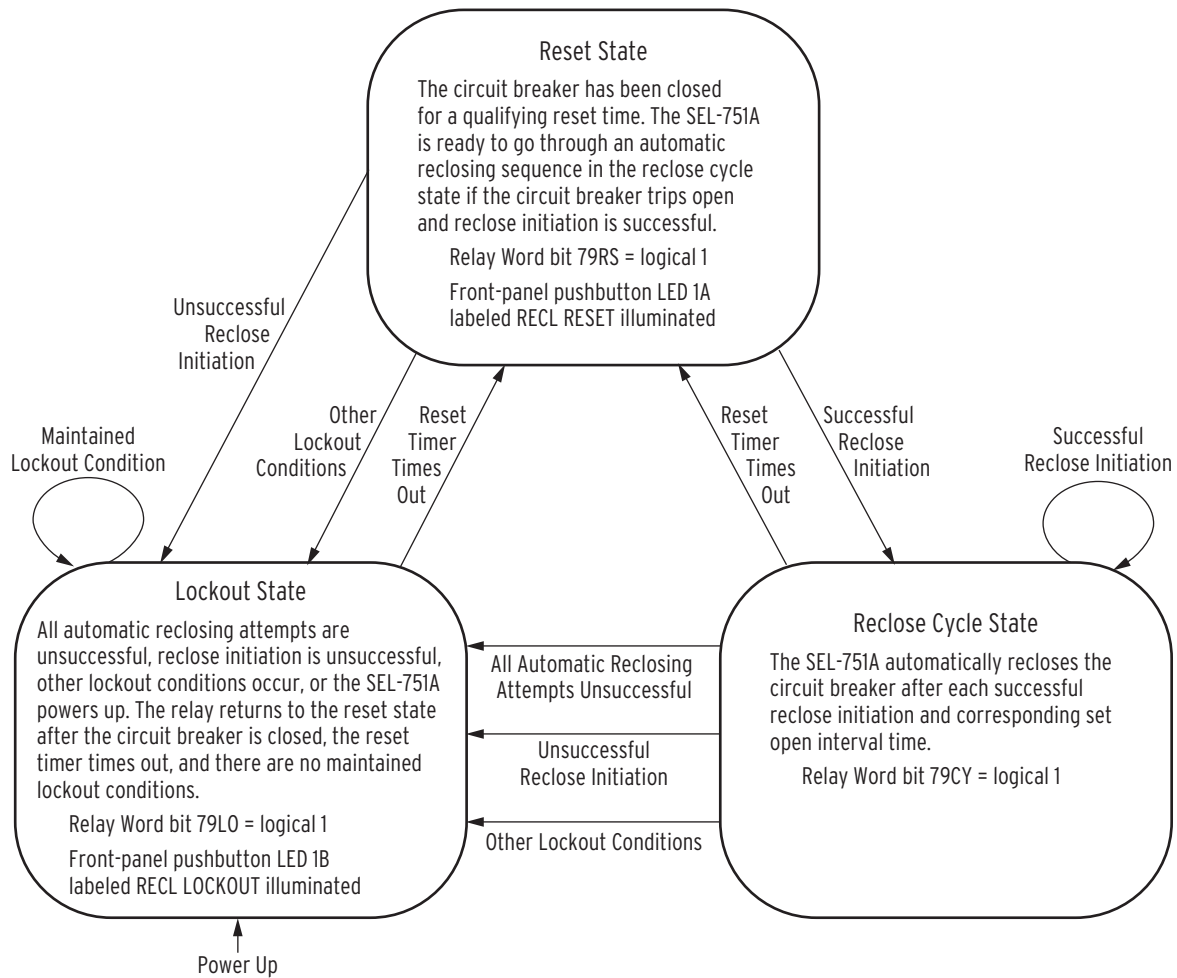 Reset State
The circuit breaker has been closed
for a qualifying reset time. The SEL-751A
is ready to go through an automatic
reclosing sequence in the reclose cycle
state if the circuit breaker trips open
and reclose initiation is successful.
Relay Word bit 79RS = logical 1
Front-panel pushbutton LED 1A
labeled RECL RESET illuminated
Unsuccessful
Reclose
Initiation
Other
Lockout
Conditions
Reset
Timer
Times
Out
Reset
Timer
Times
Out
Successful
Reclose
Initiation
Maintained
Lockout Condition
Successful
Reclose Initiation
Lockout State
All automatic reclosing attempts are
unsuccessful, reclose initiation is unsuccessful,
other lockout conditions occur, or the SEL-751A
powers up. The relay returns to the reset state
after the circuit breaker is closed, the reset
timer times out, and there are no maintained
lockout conditions.
Relay Word bit 79LO = logical 1
Front-panel pushbutton LED 1B
labeled RECL LOCKOUT illuminated
All Automatic Reclosing
Attempts Unsuccessful
Unsuccessful
Reclose Initiation
Other Lockout Conditions
Reclose Cycle State
The SEL-751A automatically recloses the
circuit breaker after each successful
reclose initiation and corresponding set
open interval time.
Relay Word bit 79CY = logical 1
Power Up